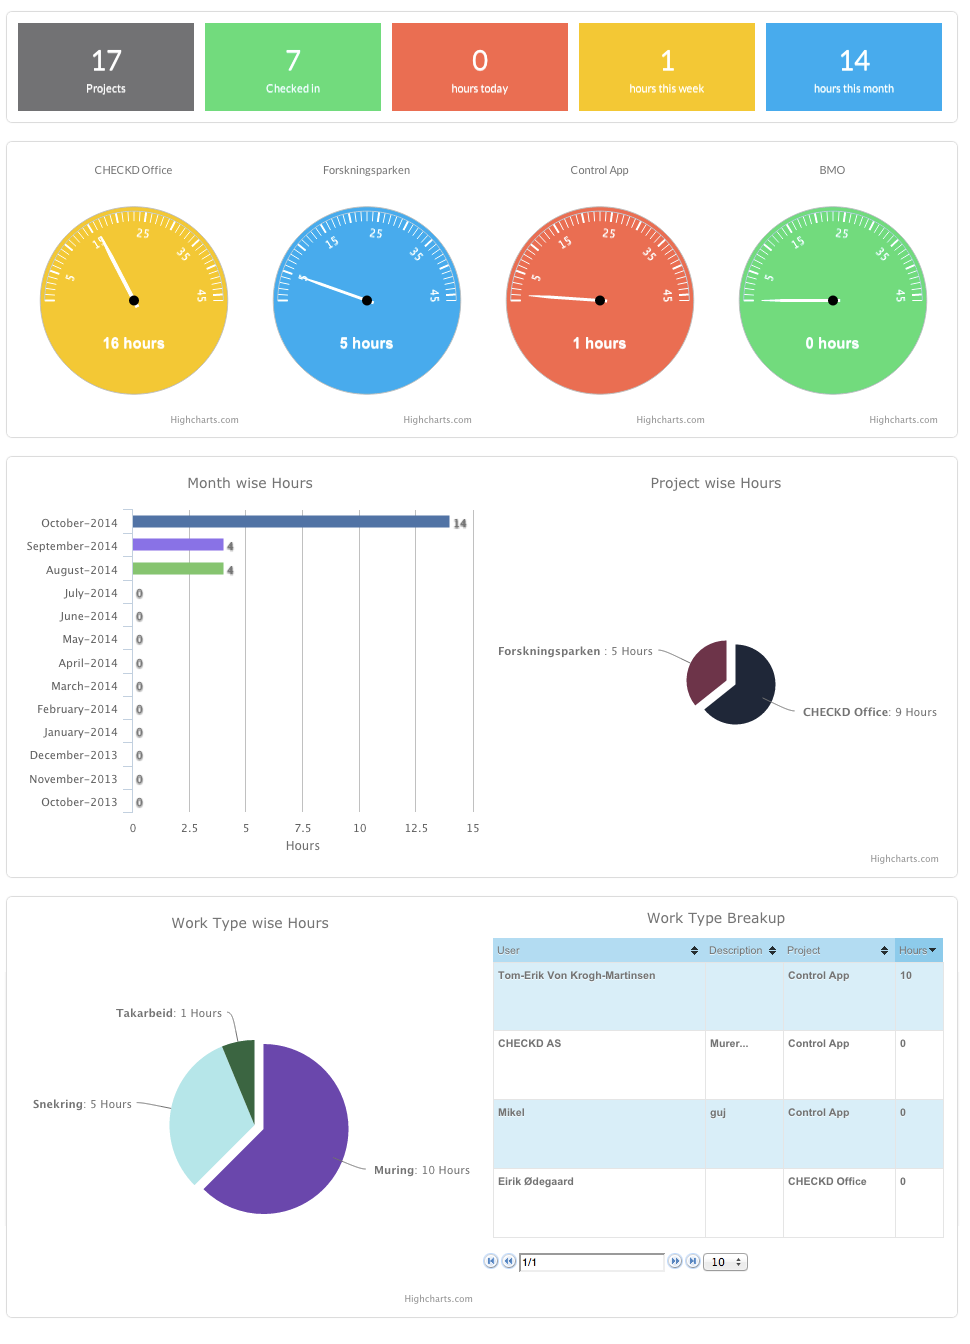 17
Projects
7
Checked in
0
hours today
1
hours this week
14
hours this month
CHECKD Office
Forskningsparken
Control App
BMO
5 15 25 35 45
16 hours
5 15 25 35 45
5 hours
5 15 25 35 45
1 hours
5 15 25 35 45
0 hours
Highcharts.com
Highcharts.com
Highcharts.com
Highcharts.com
Month wise Hours
October-2014 14
September-2014 4
August-2014 4
July-2014 0
June-2014 0
May-2014 0
April-2014 0
March-2014 0
February-2014 0
January-2014 0
December-2013 0
November-2013 0
October-2013 0
0 2.5 5 7.5 10 12.5 15
Hours
Project wise Hours
Forskningsparken : 5 Hours
CHECKD Office: 9 Hours
Highcharts.com
Work Type wise Hours
Takarbeid: 1 Hours
Snekring: 5 Hours
Muring: 10 Hours
Highcharts.com
Work Type Breakup
User Description Project Hours
Tom-Erik Von Krogh-Martinsen Control App 10
CHECKD AS Murer... Control App 0
Mikel guj Control App 0
Eirik Ødegaard CHECKD Office 0
1/1 10